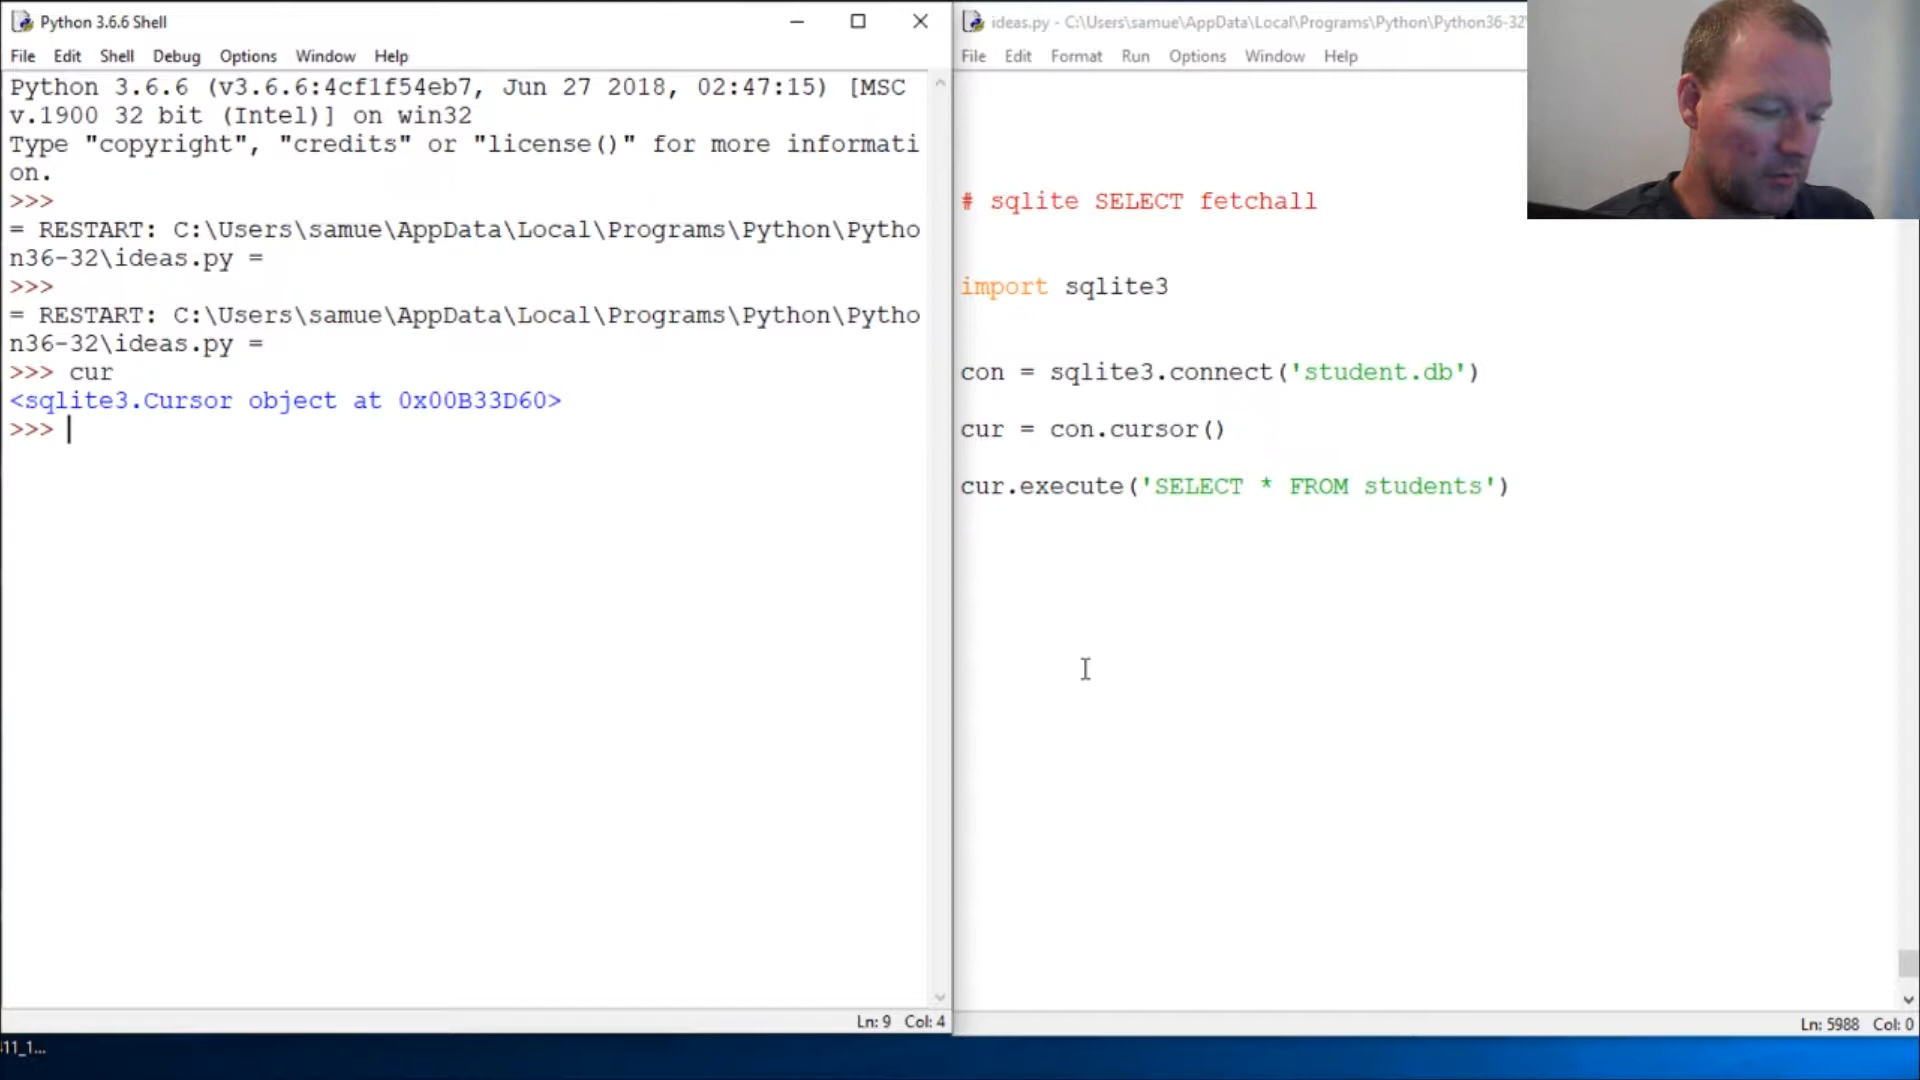 Python 3.6.6 Shell
File Edit Shell Debug Options Window Help
Python 3.6.6 (v3.6.6:4cf1f54eb7, Jun 27 2018, 02:47:15) [MSC
v.1900 32 bit (Intel)] on win32
Type "copyright", "credits" or "license()" for more informati
on.
>>>
= RESTART: C:\Users\samue\AppData\Local\Programs\Python\Pytho
n36-32\ideas.py =
>>>
= RESTART: C:\Users\samue\AppData\Local\Programs\Python\Pytho
n36-32\ideas.py =
>>> cur
<sqlite3.Cursor object at 0x00B33D60>
>>>
Ln: 9 Col: 4
ideas.py - C:\Users\samue\AppData\Local\Programs\Python\Python36-32
File Edit Format Run Options Window Help
# sqlite SELECT fetchall
import sqlite3
con = sqlite3.connect('student.db')
cur = con.cursor()
cur.execute('SELECT * FROM students')
Ln: 5988 Col: 0
11_1...